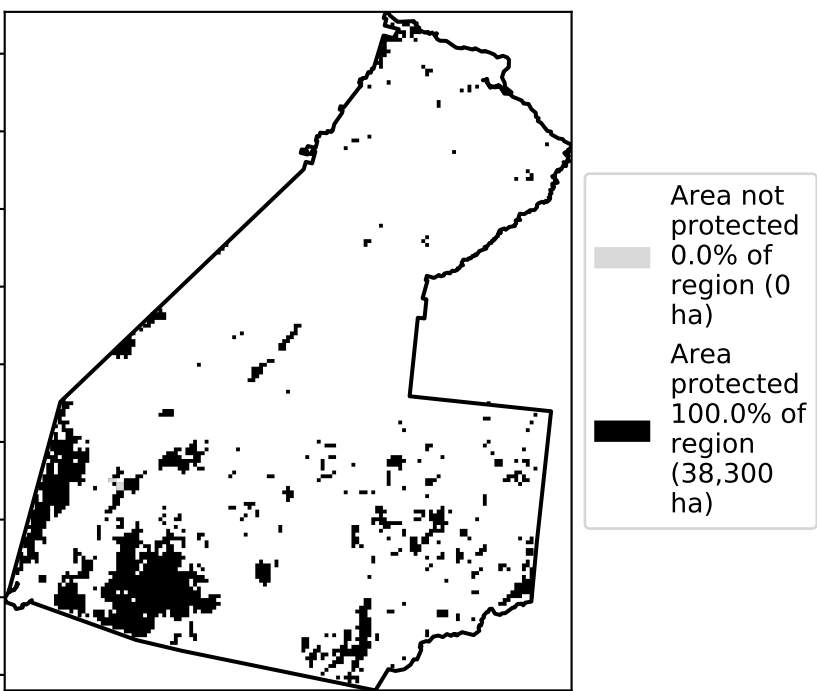 Area not
protected
0.0% of
region (0
ha)
Area
protected
100.0% of
region
(38,300
ha)